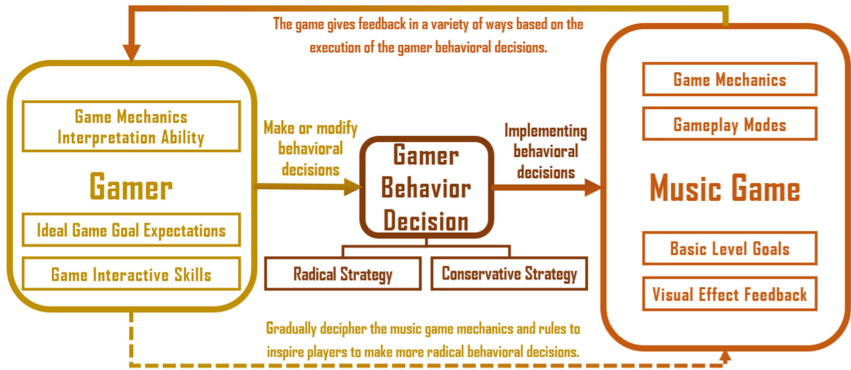 The game gives feedback in a variety of ways based on the
execution of the gamer behavioral decisions.
Game Mechanics
Interpretation Ability
Gamer
Ideal Game Goal Expectations
Game Interactive Skills
Make or modify
behavioral
decisions
Gamer
Behavior
Decision
Radical Strategy
Conservative Strategy
Implementing
behavioral
decisions
Game Mechanics
Gameplay Modes
Music Game
Basic Level Goals
Visual Effect Feedback
Gradually decipher the music game mechanics and rules to
inspire players to make more radical behavioral decisions.